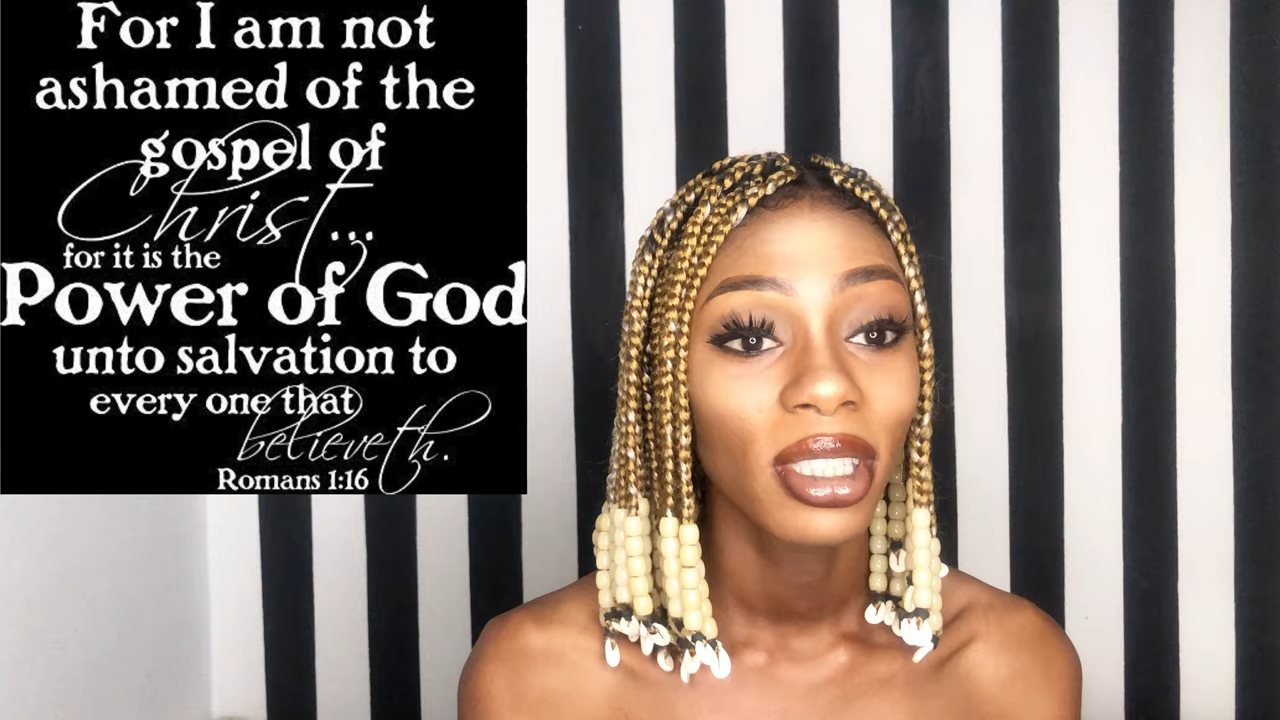 For I am not
ashamed of the
gospel of
Christ...
for it is the
Power of God
unto salvation to
every one that
believeth.
Romans 1:16